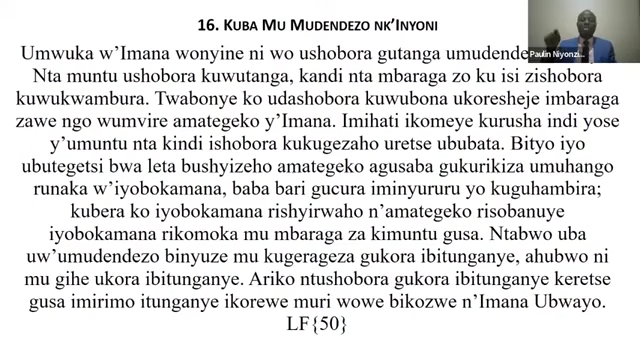 16. KUBA MU MUDENDEZO NK'INYONI
Umwuka w'Imana wonyine ni wo ushobora gutanga
Paulin Niyonzi...
Nta muntu ushobora kuwutanga, kandi nta mbaraga zo ku isi zishobora
kuwukwambura. Twabonye ko udashobora kuwubona ukoresheje imbaraga
zawe ngo wumvire amategeko y'Imana. Imihati ikomeye kurusha indi yose
y'umuntu nta kindi ishobora kukugezaho uretse ububata. Bityo iyo
ubutegetsi bwa leta bushyizeho amategeko agusaba gukurikiza umuhango
runaka w'iyobokamana, baba bari gucura iminyururu yo kuguhambira;
kubera ko iyobokamana rishyirwaho n'amategeko risobanuye
iyobokamana rikomoka mu mbaraga za kimuntu gusa. Ntabwo uba
uw'umudendezo binyuze mu kugerageza gukora ibitunganye, ahubwo ni
mu gihe ukora ibitunganye. Ariko ntushobora gukora ibitunganye keretse
gusa imirimo itunganye ikorewe muri wowe bikozwe n'Imana Ubwayo.
LF{50}